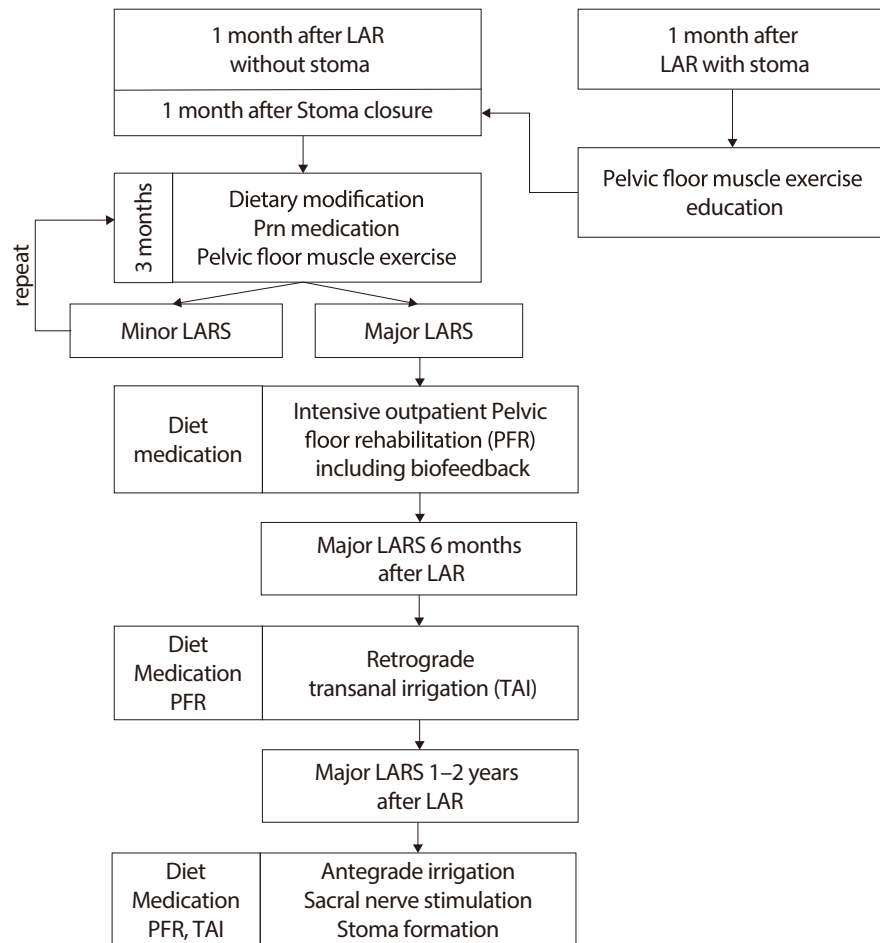 1 month after LAR
without stoma
1 month after
LAR with stoma
1 month after Stoma closure
Pelvic floor muscle exercise
education
repeat
3 months
Dietary modification
Prn medication
Pelvic floor muscle exercise
Minor LARS
Major LARS
Diet
medication
Intensive outpatient Pelvic
floor rehabilitation (PFR)
including biofeedback
Major LARS 6 months
after LAR
Diet
Medication
PFR
Retrograde
transanal irrigation (TAI)
Major LARS 1–2 years
after LAR
Diet
Medication
PFR, TAI
Antegrade irrigation
Sacral nerve stimulation
Stoma formation